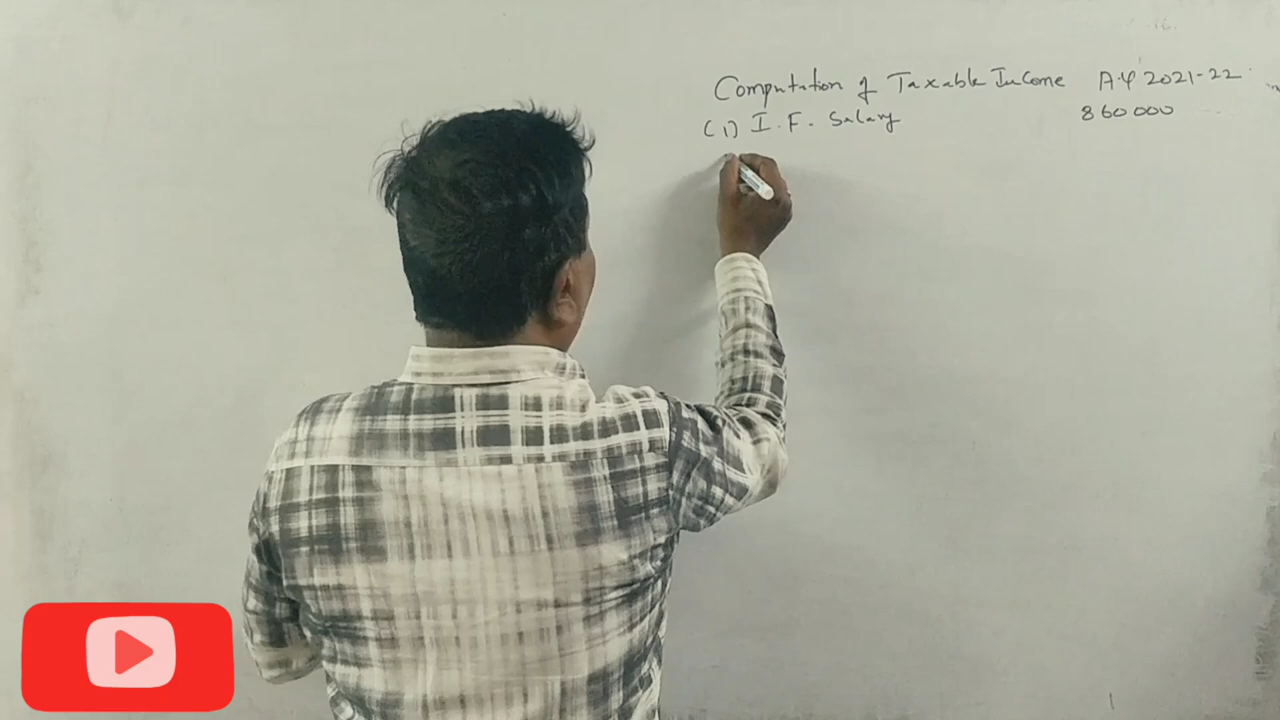 Computation of Taxable Income A.Y 2021-22
(1) I.F. Salary 860000